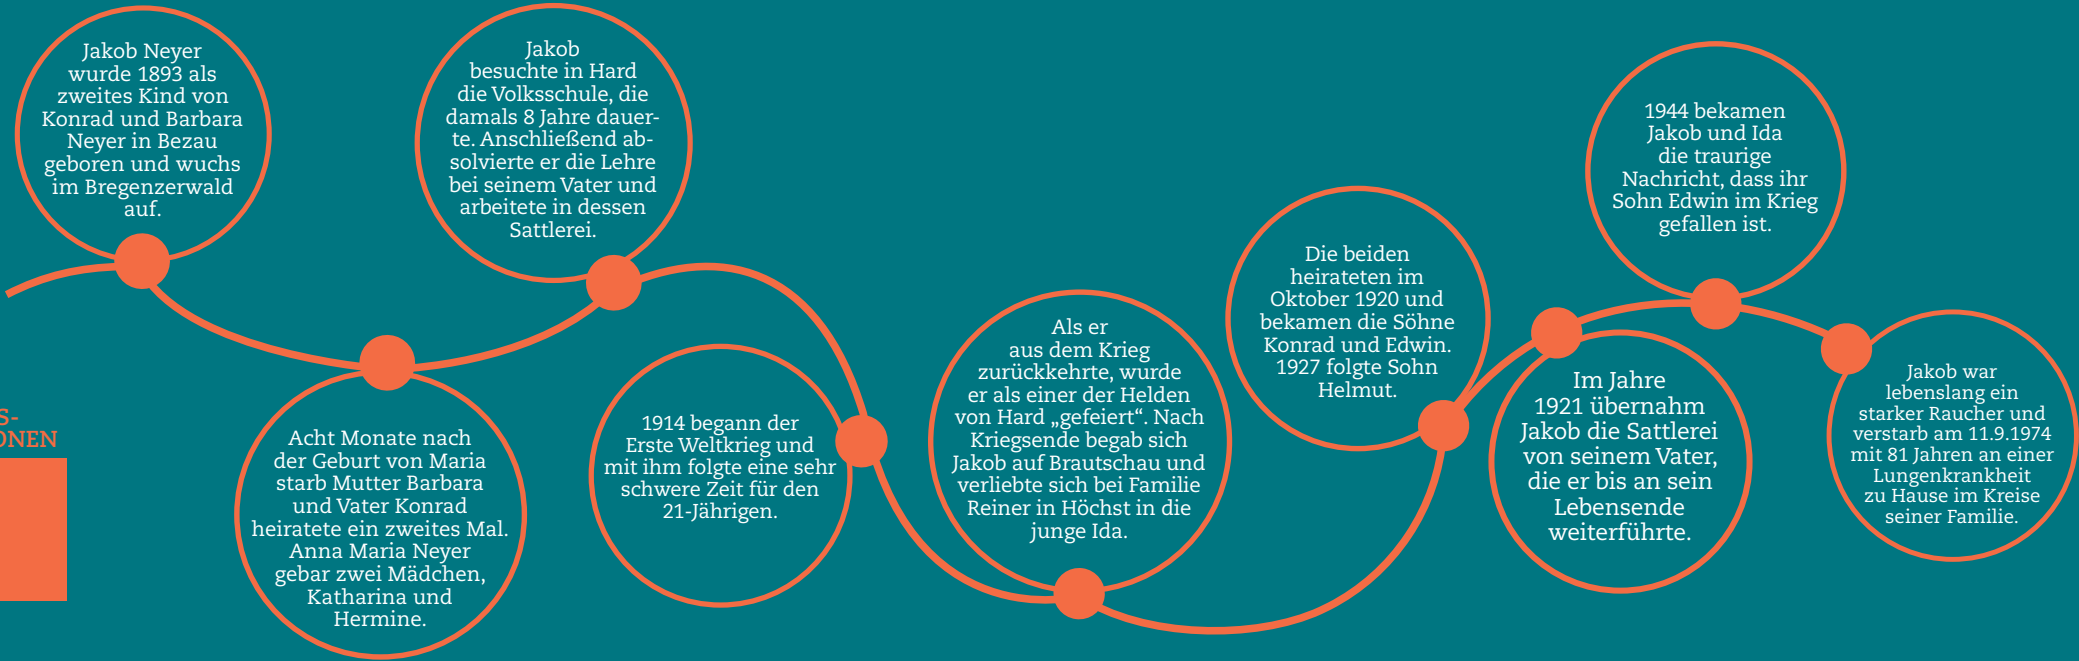 Jakob Neyer
wurde 1893 als
zweites Kind von
Konrad und Barbara
Neyer in Bezau
geboren und wuchs
im Bregenzerwald
auf.
Acht Monate nach
der Geburt von Maria
starb Mutter Barbara
und Vater Konrad
heiratete ein zweites Mal.
Anna Maria Neyer
gebar zwei Mädchen,
Katharina und
Hermine.
Jakob
besuchte in Hard
die Volksschule, die
damals 8 Jahre dauer-
te. Anschließend ab-
solvierte er die Lehre
bei seinem Vater und
arbeitete in dessen
Sattlerei.
1914 begann der
Erste Weltkrieg und
mit ihm folgte eine sehr
schwere Zeit für den
21-Jährigen.
Als er
aus dem Krieg
zurückkehrte, wurde
er als einer der Helden
von Hard „gefeiert“. Nach
Kriegsende begab sich
Jakob auf Brautschau und
verliebte sich bei Familie
Reiner in Höchst in die
junge Ida.
Die beiden
heirateten im
Oktober 1920 und
bekamen die Söhne
Konrad und Edwin.
1927 folgte Sohn
Helmut.
Im Jahre
1921 übernahm
Jakob die Sattlerei
von seinem Vater,
die er bis an sein
Lebensende
weiterführte.
1944 bekamen
Jakob und Ida
die traurige
Nachricht, dass ihr
Sohn Edwin im Krieg
gefallen ist.
Jakob war
lebenslang ein
starker Raucher und
verstarb am 11.9.1974
mit 81 Jahren an einer
Lungenkrankheit
zu Hause im Kreise
seiner Familie.